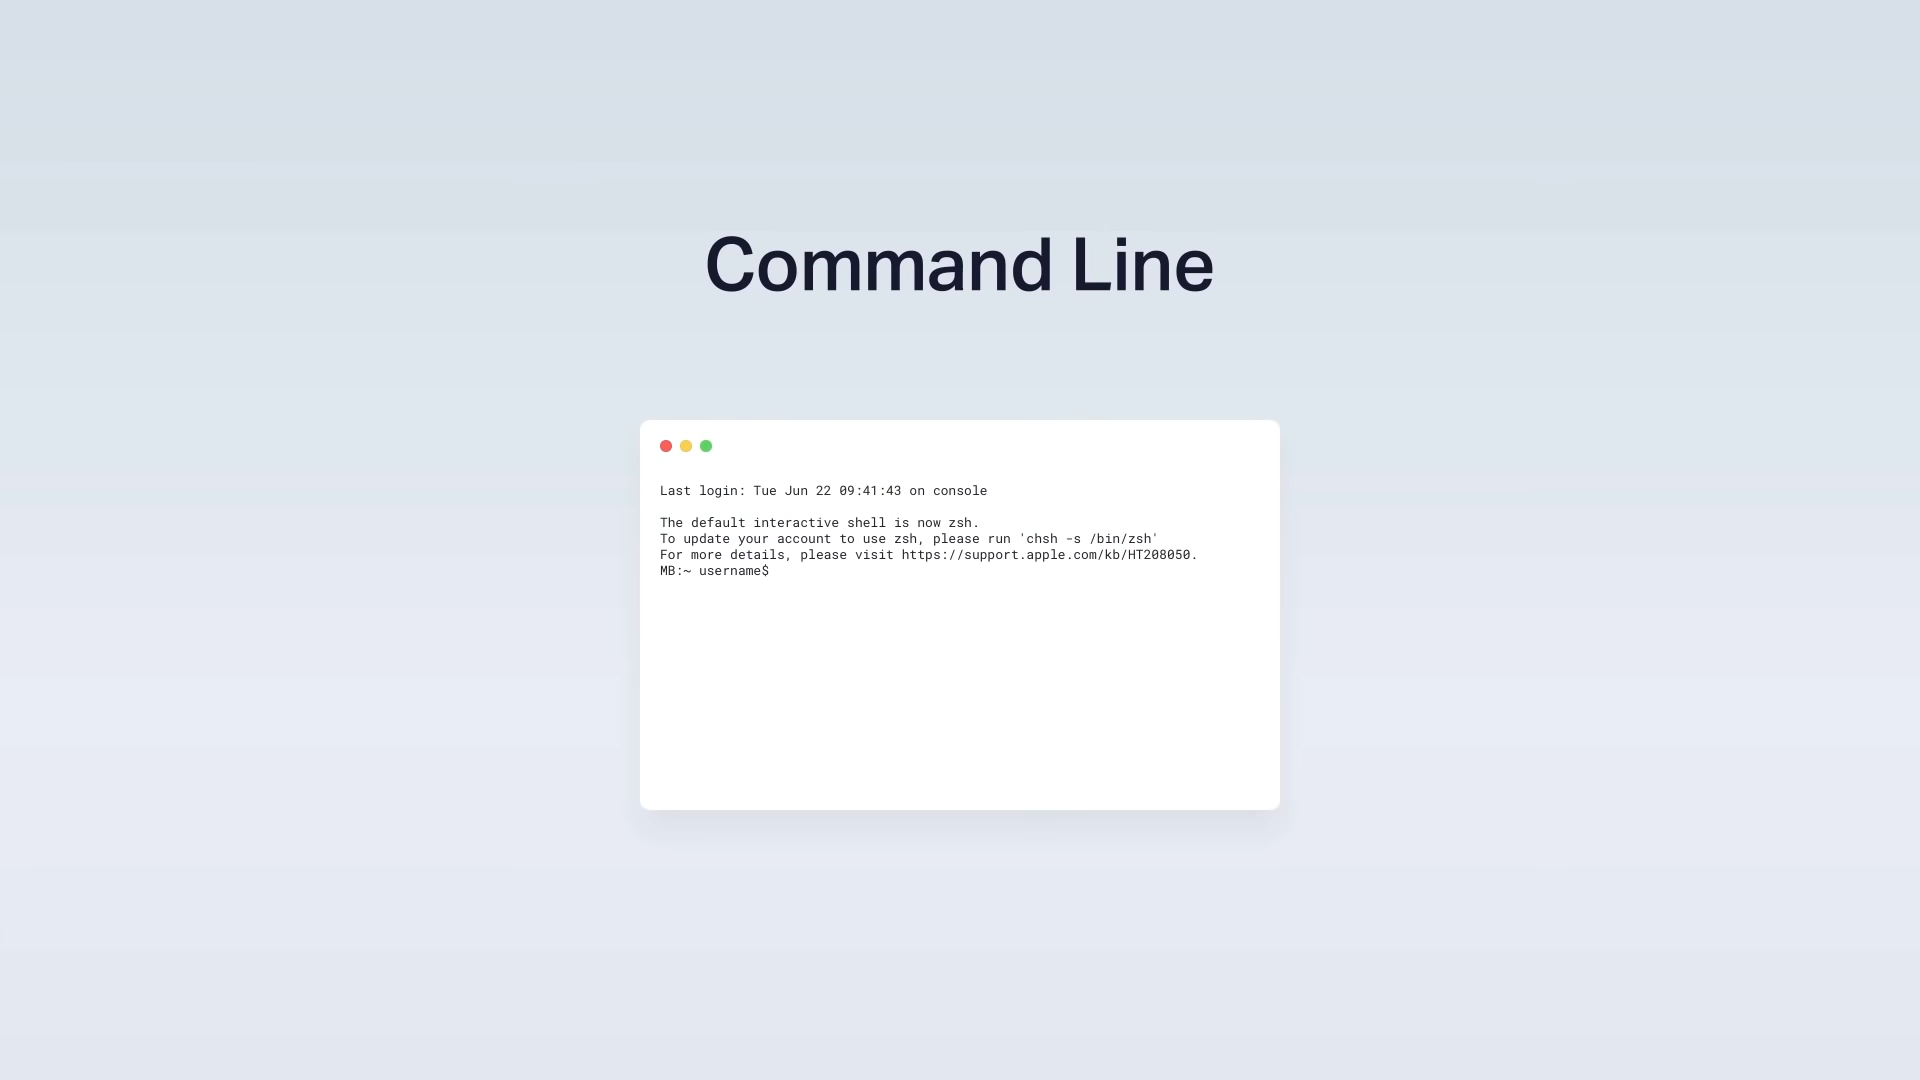 Command Line
Last login: Tue Jun 22 09:41:43 on console
The default interactive shell is now zsh.
To update your account to use zsh, please run 'chsh -s /bin/zsh'
For more details, please visit https://support.apple.com/kb/HT208050.
MB:~ username$